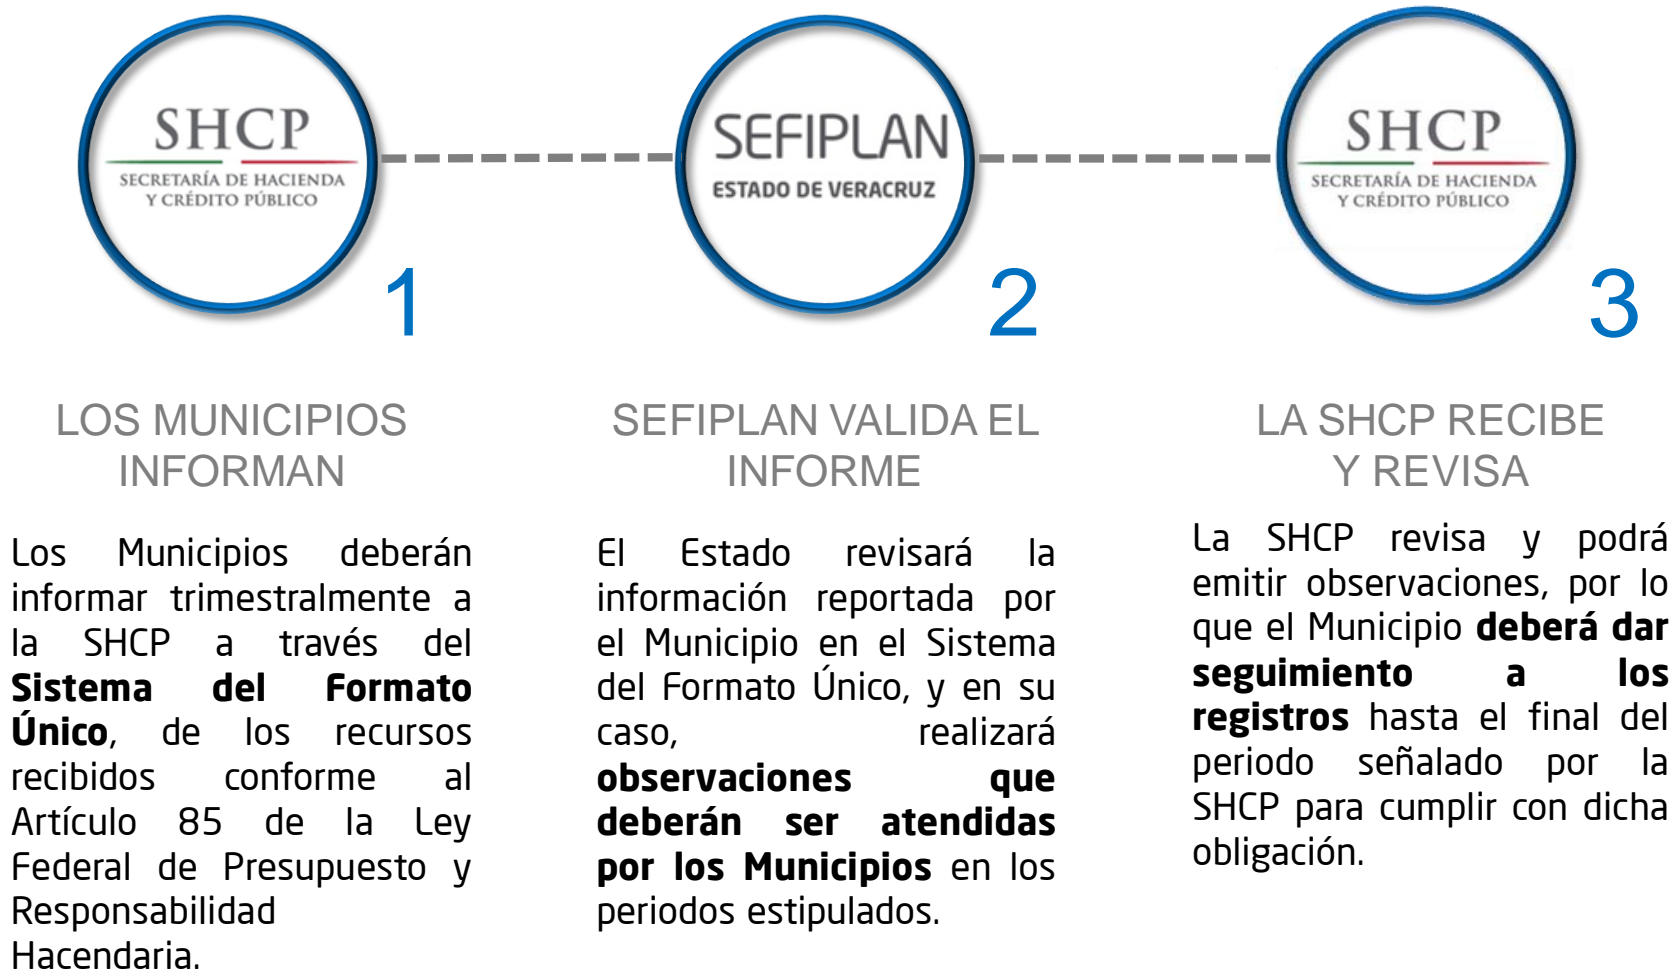 SHCP
SECRETARÍA DE HACIENDA
Y CRÉDITO PÚBLICO
1
LOS MUNICIPIOS
INFORMAN
Los Municipios deberán
informar trimestralmente a
la SHCP a través del
Sistema del Formato
Único, de los recursos
recibidos conforme al
Artículo 85 de la Ley
Federal de Presupuesto y
Responsabilidad
Hacendaria.
SEFIPLAN
ESTADO DE VERACRUZ
2
SEFIPLAN VALIDA EL
INFORME
El Estado revisará la
información reportada por
el Municipio en el Sistema
del Formato Único, y en su
caso, realizará
observaciones que
deberán ser atendidas
por los Municipios en los
periodos estipulados.
SHCP
SECRETARÍA DE HACIENDA
Y CRÉDITO PÚBLICO
3
LA SHCP RECIBE
Y REVISA
La SHCP revisa y podrá
emitir observaciones, por lo
que el Municipio deberá dar
seguimiento a los
registros hasta el final del
periodo señalado por la
SHCP para cumplir con dicha
obligación.